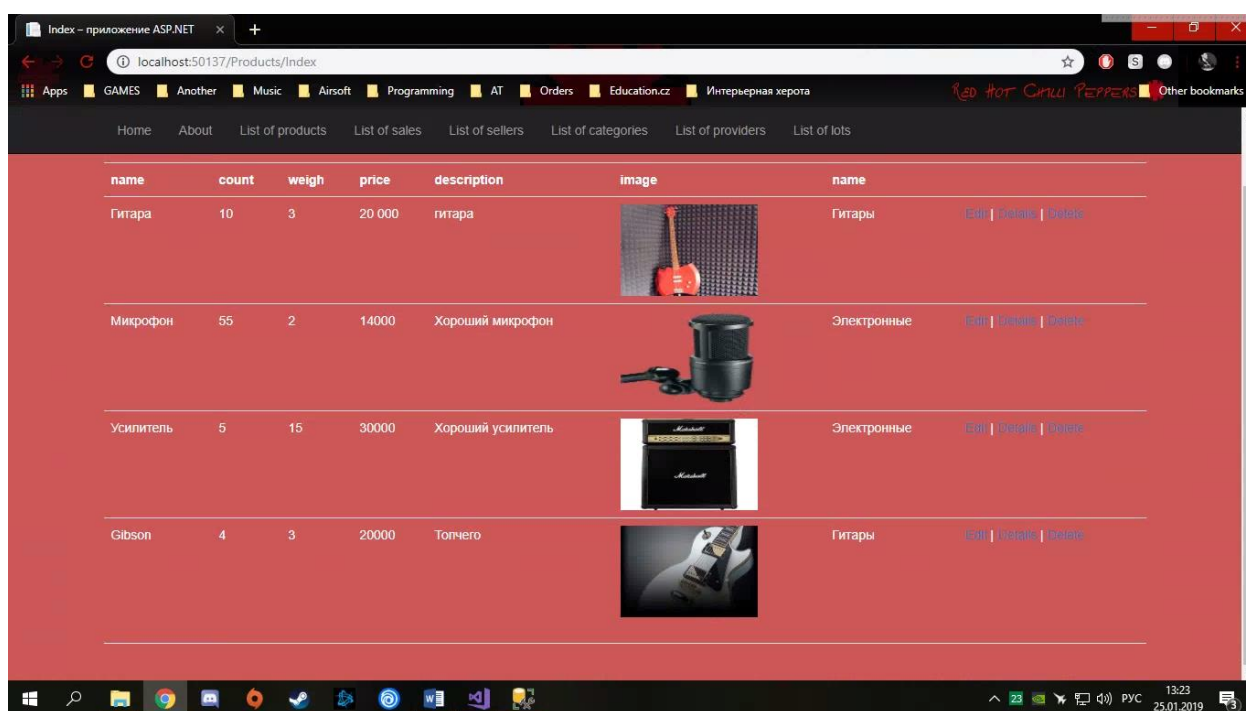 Index – приложение ASP.NET
localhost:50137/Products/Index
Apps GAMES Another Music Airsoft Programming AT Orders Education.cz Интерьерная херота RED HOT CHILI PEPPERS Other bookmarks
Home About List of products List of sales List of sellers List of categories List of providers List of lots
name count weigh price description image name
Гитара 10 3 20 000 гитара Гитары Edit | Details | Delete
Микрофон 55 2 14000 Хороший микрофон Электронные Edit | Details | Delete
Усилитель 5 15 30000 Хороший усилитель Marshall Marshall Электронные Edit | Details | Delete
Gibson 4 3 20000 Топчего Гитары Edit | Details | Delete
23 РУС 13:23
25.01.2019 3